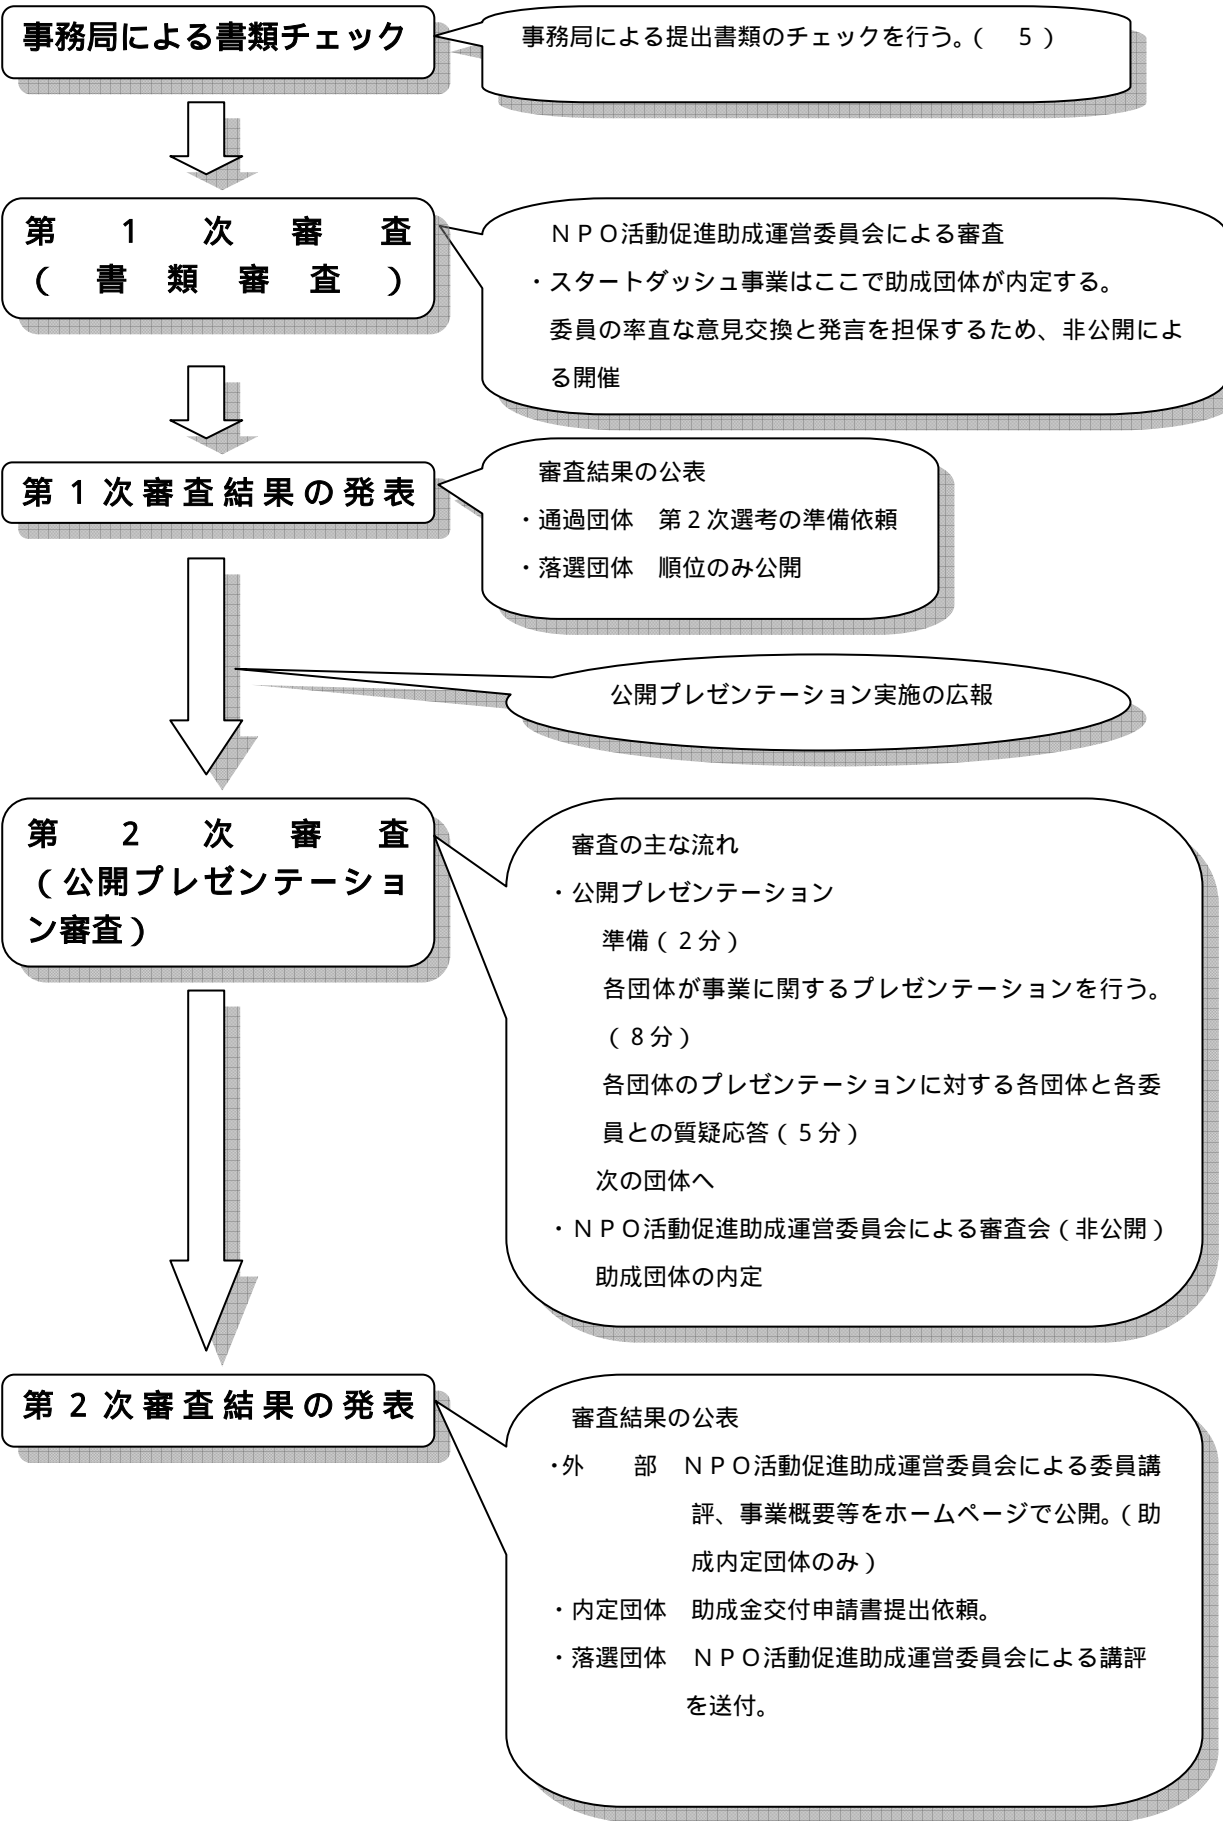 事務局による書類チェック
事務局による提出書類のチェックを行う。（　５）
第１次審査
（書類審査）
ＮＰＯ活動促進助成運営委員会による審査
・スタートダッシュ事業はここで助成団体が内定する。
委員の率直な意見交換と発言を担保するため、非公開によ
る開催
第１次審査結果の発表
審査結果の公表
・通過団体　第２次選考の準備依頼
・落選団体　順位のみ公開
公開プレゼンテーション実施の広報
第２次審査
（公開プレゼンテーショ
ン審査）
審査の主な流れ
・公開プレゼンテーション
準備（２分）
各団体が事業に関するプレゼンテーションを行う。
（８分）
各団体のプレゼンテーションに対する各団体と各委
員との質疑応答（５分）
次の団体へ
・ＮＰＯ活動促進助成運営委員会による審査会（非公開）
助成団体の内定
第２次審査結果の発表
審査結果の公表
・外　　部　ＮＰＯ活動促進助成運営委員会による委員講
評、事業概要等をホームページで公開。（助
成内定団体のみ）
・内定団体　助成金交付申請書提出依頼。
・落選団体　ＮＰＯ活動促進助成運営委員会による講評
を送付。